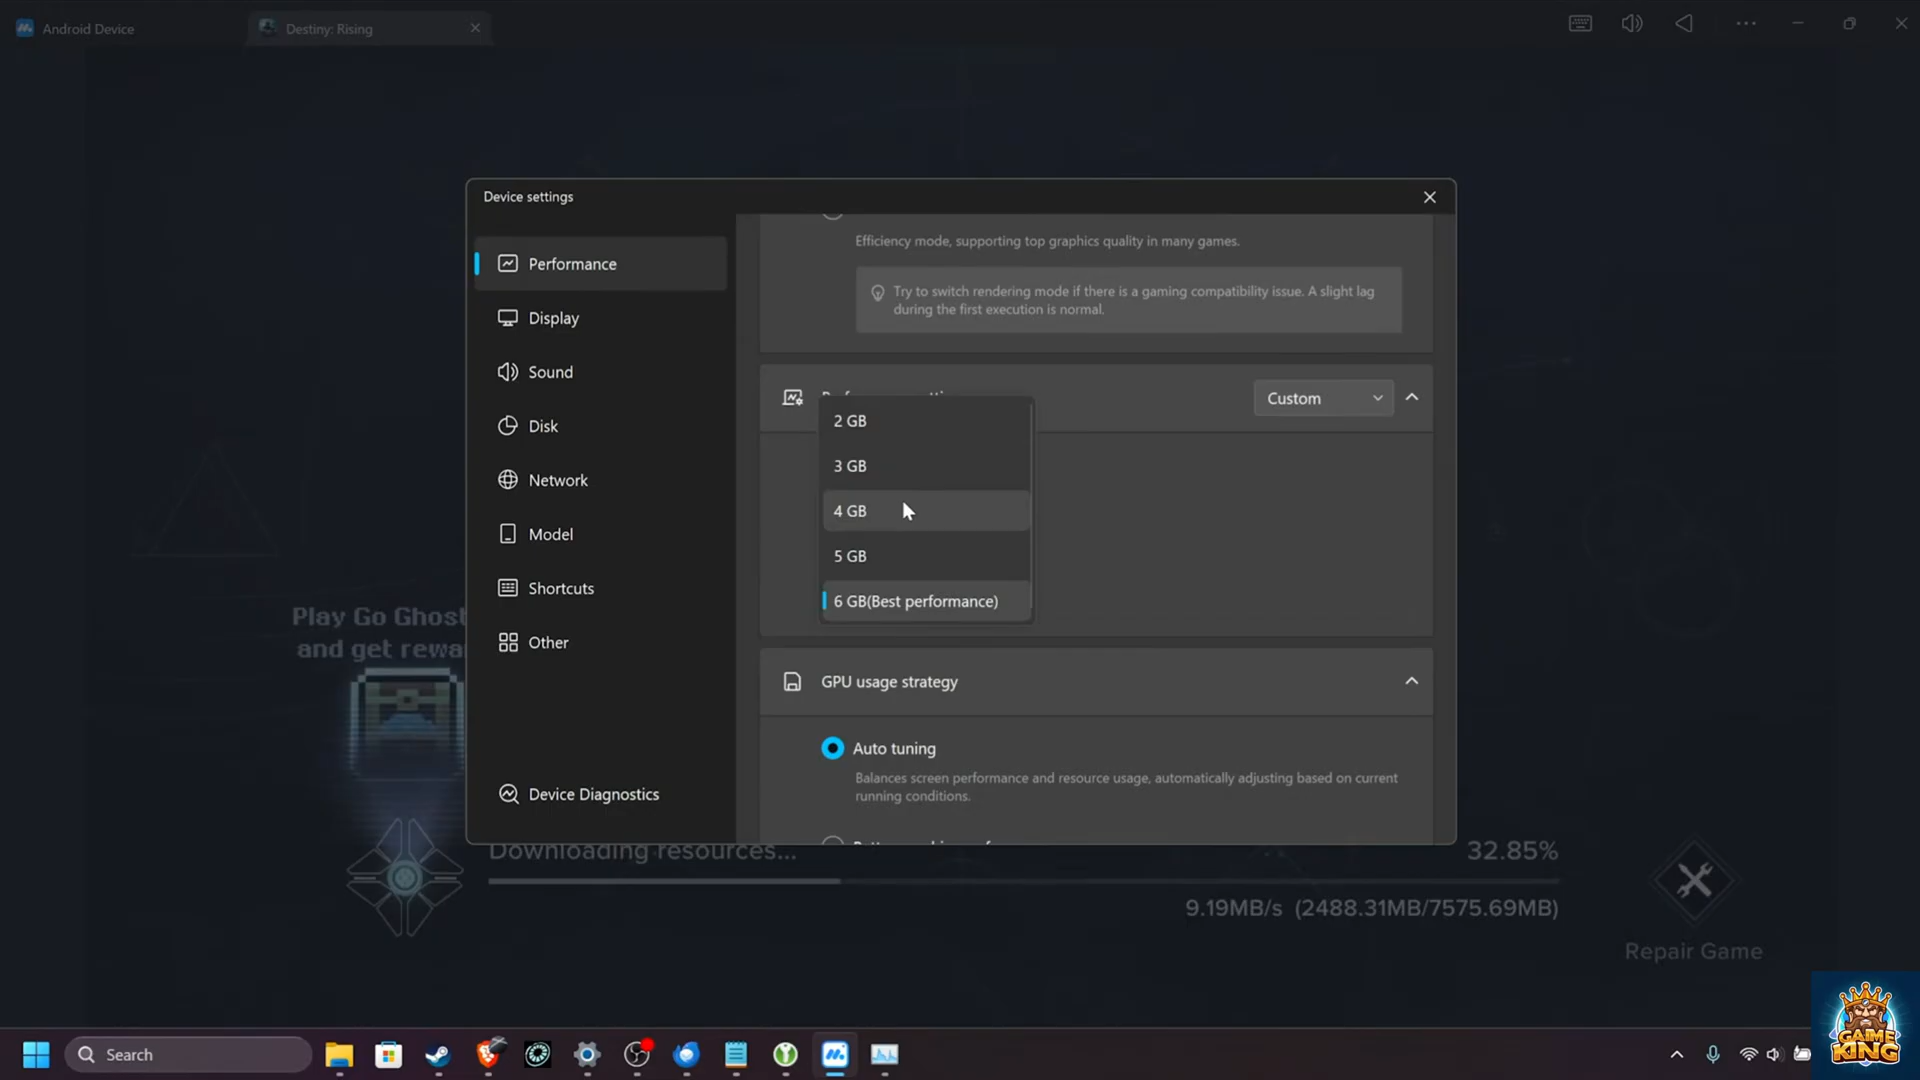 Android Device
Destiny: Rising
Device settings
Performance
Display
Sound
Disk
Network
Model
Shortcuts
Other
Device Diagnostics
Efficiency mode, supporting top graphics quality in many games.
Try to switch rendering mode if there is a gaming compatibility issue. A slight lag
during the first execution is normal.
Custom
2 GB
3 GB
4 GB
5 GB
6 GB(Best performance)
GPU usage strategy
Auto tuning
Balances screen performance and resource usage, automatically adjusting based on current
running conditions.
Play Go Ghost
and get rewa
Downloading resources...
32.85%
9.19MB/s (2488.31MB/7575.69MB)
Repair Game
Search
GAME
KING